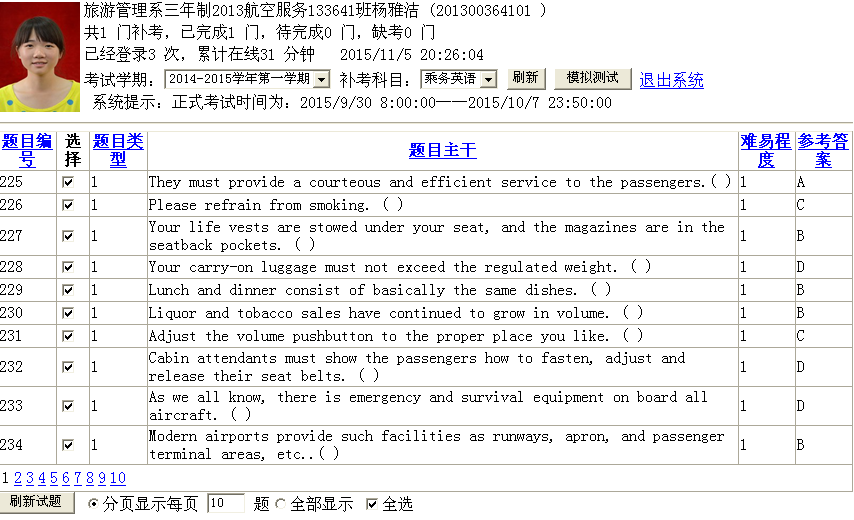 旅游管理系三年制2013航空服务133641班杨雅洁 (201300364101 )
共1 门补考，已完成1 门，待完成0 门，缺考0 门
已经登录3 次，累计在线31 分钟 2015/11/5 20:26:04
考试学期: 2014-2015学年第一学期 补考科目: 乘务英语 刷新 模拟测试 退出系统
系统提示: 正式考试时间为: 2015/9/30 8:00:00——2015/10/7 23:50:00
题目编号 选择 题目类型 题目主干 难易程度 参考答案
225 1 They must provide a courteous and efficient service to the passengers.( ) 1 A
226 1 Please refrain from smoking. ( ) 1 C
227 1 Your life vests are stowed under your seat, and the magazines are in the
seatback pockets. ( ) 1 B
228 1 Your carry-on luggage must not exceed the regulated weight. ( ) 1 D
229 1 Lunch and dinner consist of basically the same dishes. ( ) 1 B
230 1 Liquor and tobacco sales have continued to grow in volume. ( ) 1 B
231 1 Adjust the volume pushbutton to the proper place you like. ( ) 1 C
232 1 Cabin attendants must show the passengers how to fasten, adjust and
release their seat belts. ( ) 1 D
233 1 As we all know, there is emergency and survival equipment on board all
aircraft. ( ) 1 D
234 1 Modern airports provide such facilities as runways, apron, and passenger
terminal areas, etc..( ) 1 B
1 2 3 4 5 6 7 8 9 10
刷新试题 分页显示每页 10 题 全部显示 全选